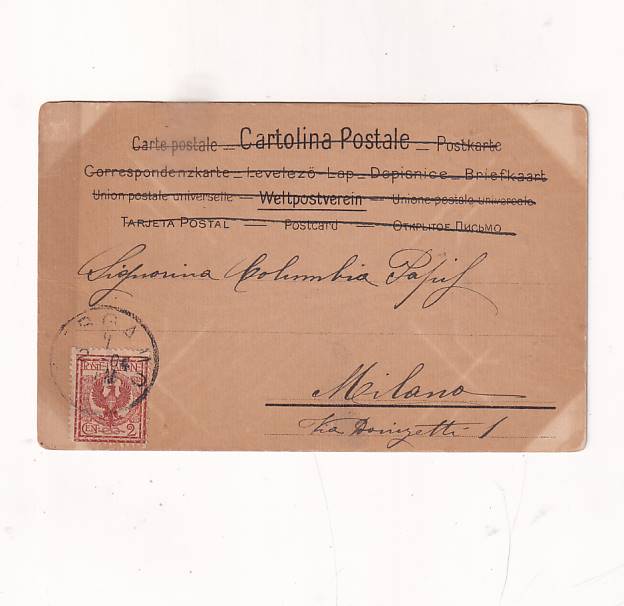 Carte postale — Cartolina Postale — Postkarte
Correspondenzkarte — Levelező-Lap — Dopisnice — Briefkaart
Union postale universelle — Weltpostverein — Unione postale universale
TARJETA POSTAL — Postcard — Открытое Письмо
Signorina Columbia
Milano
Via Donizetti 1
POSTE ITALIANE
CENT. 2